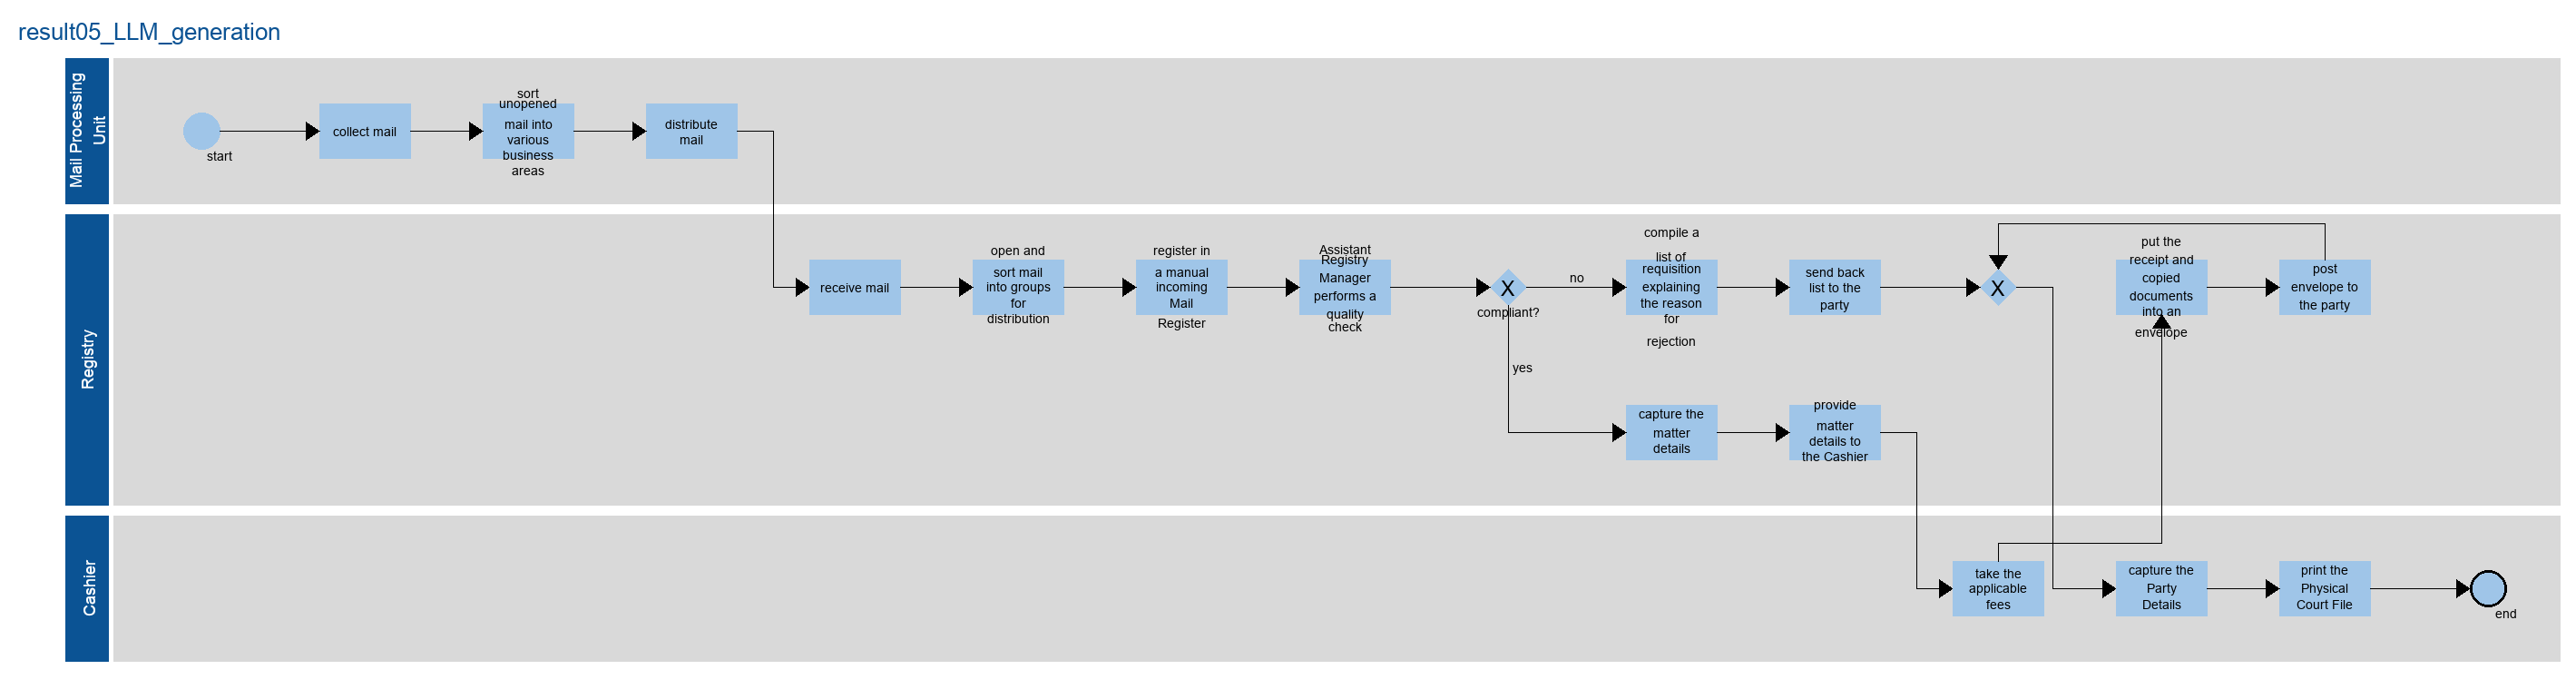 result05_LLM_generation
Mail Processing
Unit
start
collect mail
sort
unopened
mail into
various
business
areas
distribute
mail
Registry
receive mail
open and
sort mail
into groups
for
distribution
register in
a manual
incoming
Mail
Register
Assistant
Registry
Manager
performs a
quality
check
X
compliant?
no
yes
compile a
list of
requisition
explaining
the reason
for
rejection
send back
list to the
party
X
put the
receipt and
copied
documents
into an
envelope
post
envelope to
the party
capture the
matter
details
provide
matter
details to
the Cashier
Cashier
take the
applicable
fees
capture the
Party
Details
print the
Physical
Court File
end